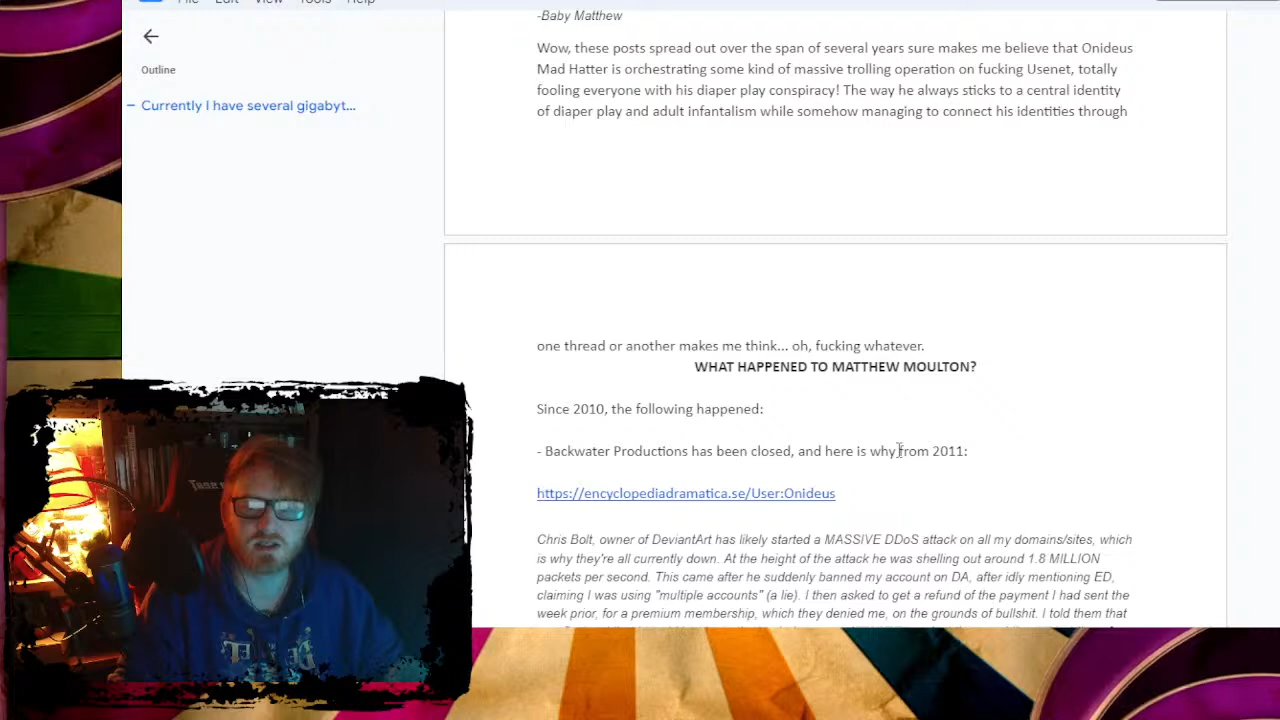 File Edit View Tools Help
Outline
Currently I have several gigabyt...
-Baby Matthew
Wow, these posts spread out over the span of several years sure makes me believe that Onideus
Mad Hatter is orchestrating some kind of massive trolling operation on fucking Usenet, totally
fooling everyone with his diaper play conspiracy! The way he always sticks to a central identity
of diaper play and adult infantalism while somehow managing to connect his identities through
one thread or another makes me think... oh, fucking whatever.
WHAT HAPPENED TO MATTHEW MOULTON?
Since 2010, the following happened:
- Backwater Productions has been closed, and here is why from 2011:
https://encyclopediadramatica.se/User:Onideus
Chris Bolt, owner of DeviantArt has likely started a MASSIVE DDoS attack on all my domains/sites, which
is why they're all currently down. At the height of the attack he was shelling out around 1.8 MILLION
packets per second. This came after he suddenly banned my account on DA, after idly mentioning ED,
claiming I was using "multiple accounts" (a lie). I then asked to get a refund of the payment I had sent the
week prior, for a premium membership, which they denied me, on the grounds of bullshit. I told them that